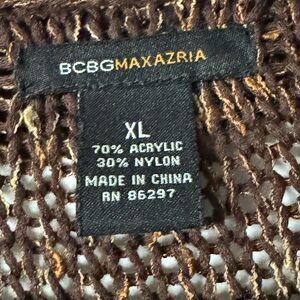 BCBGMAXAZRIA
XL
70% ACRYLIC
30% NYLON
MADE IN CHINA
RN 86297